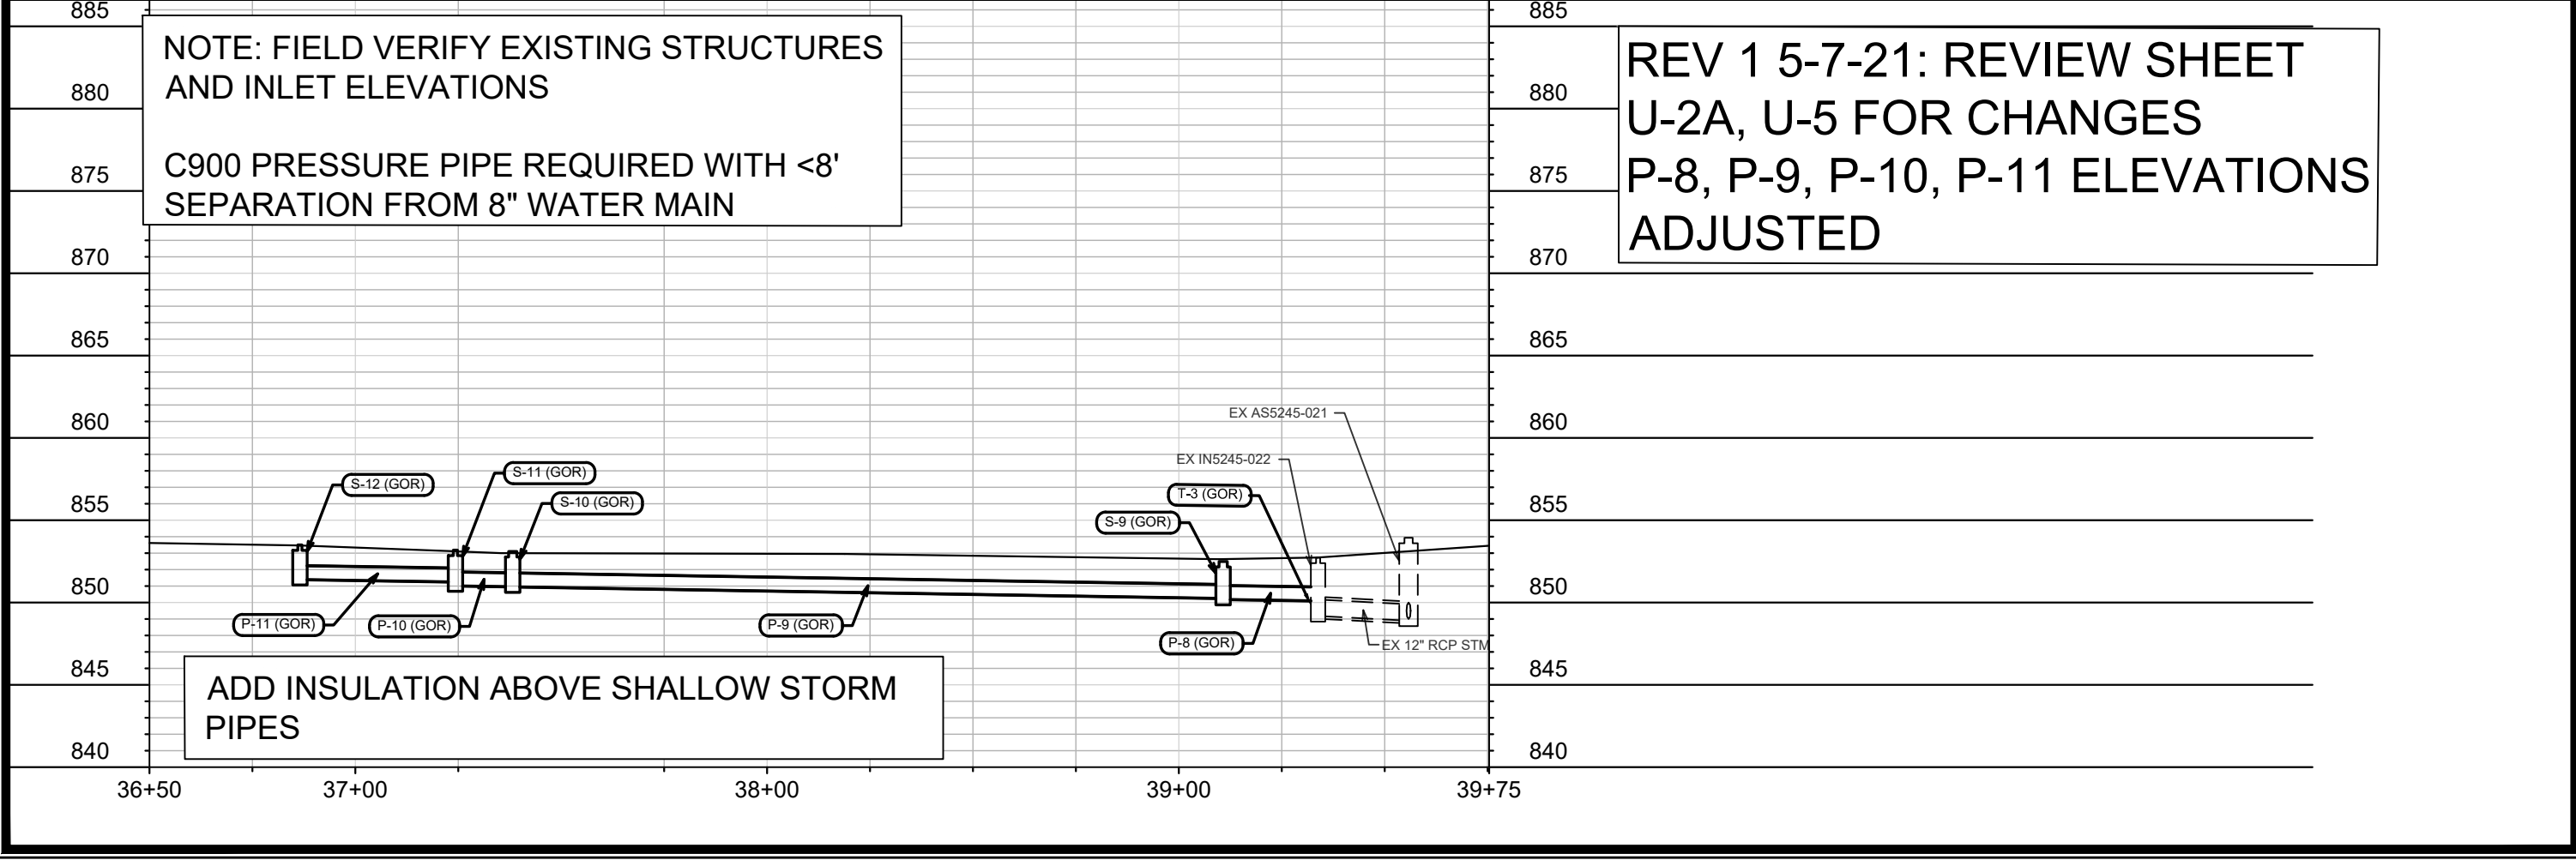 885
880
875
870
865
860
855
850
845
840
NOTE: FIELD VERIFY EXISTING STRUCTURES
AND INLET ELEVATIONS
C900 PRESSURE PIPE REQUIRED WITH <8'
SEPARATION FROM 8" WATER MAIN
885
880
875
870
865
860
855
850
845
840
REV 1 5-7-21: REVIEW SHEET
U-2A, U-5 FOR CHANGES
P-8, P-9, P-10, P-11 ELEVATIONS
ADJUSTED
EX AS5245-021
EX IN5245-022
S-12 (GOR)
S-11 (GOR)
S-10 (GOR)
T-3 (GOR)
S-9 (GOR)
P-11 (GOR)
P-10 (GOR)
P-9 (GOR)
P-8 (GOR)
EX 12" RCP STM
ADD INSULATION ABOVE SHALLOW STORM
PIPES
36+50
37+00
38+00
39+00
39+75